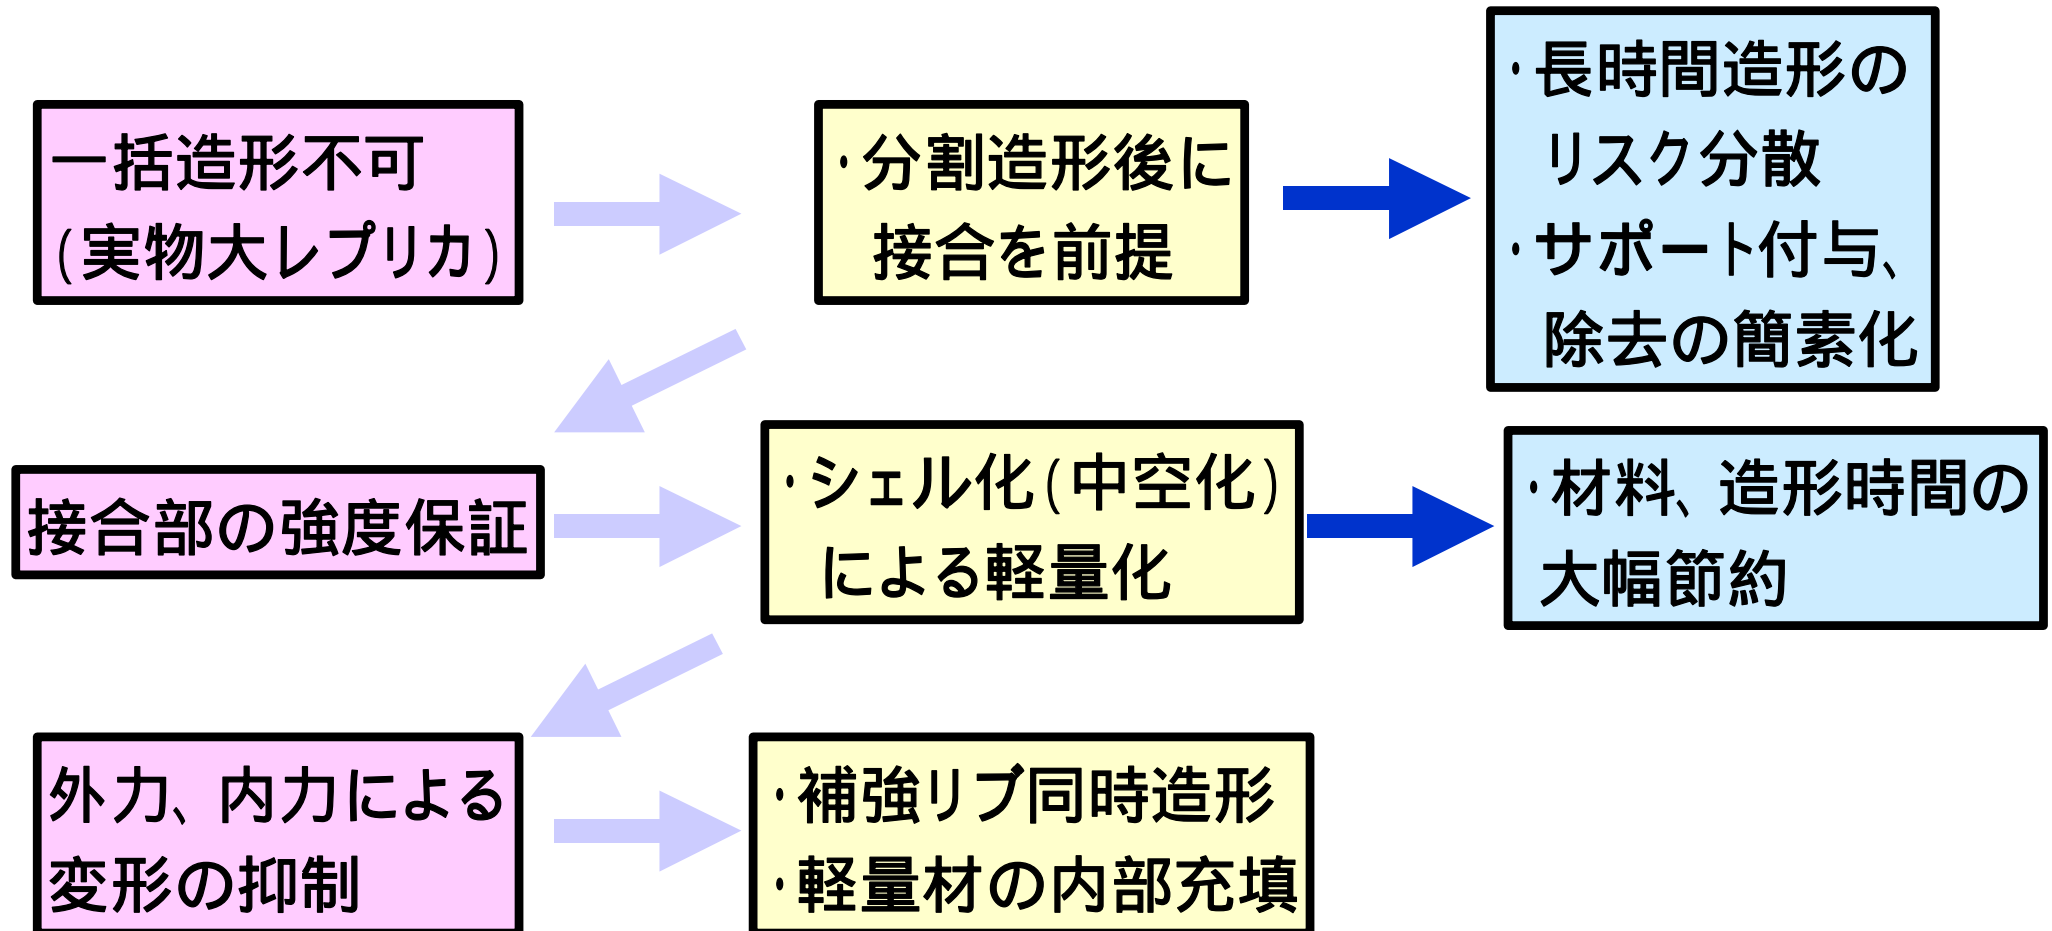 一括造形不可
(実物大レプリカ)
・分割造形後に
接合を前提
・長時間造形の
リスク分散
・サポート付与、
除去の簡素化
接合部の強度保証
・シェル化(中空化)
による軽量化
・材料、造形時間の
大幅節約
外力、内力による
変形の抑制
・補強リブ同時造形
・軽量材の内部充填